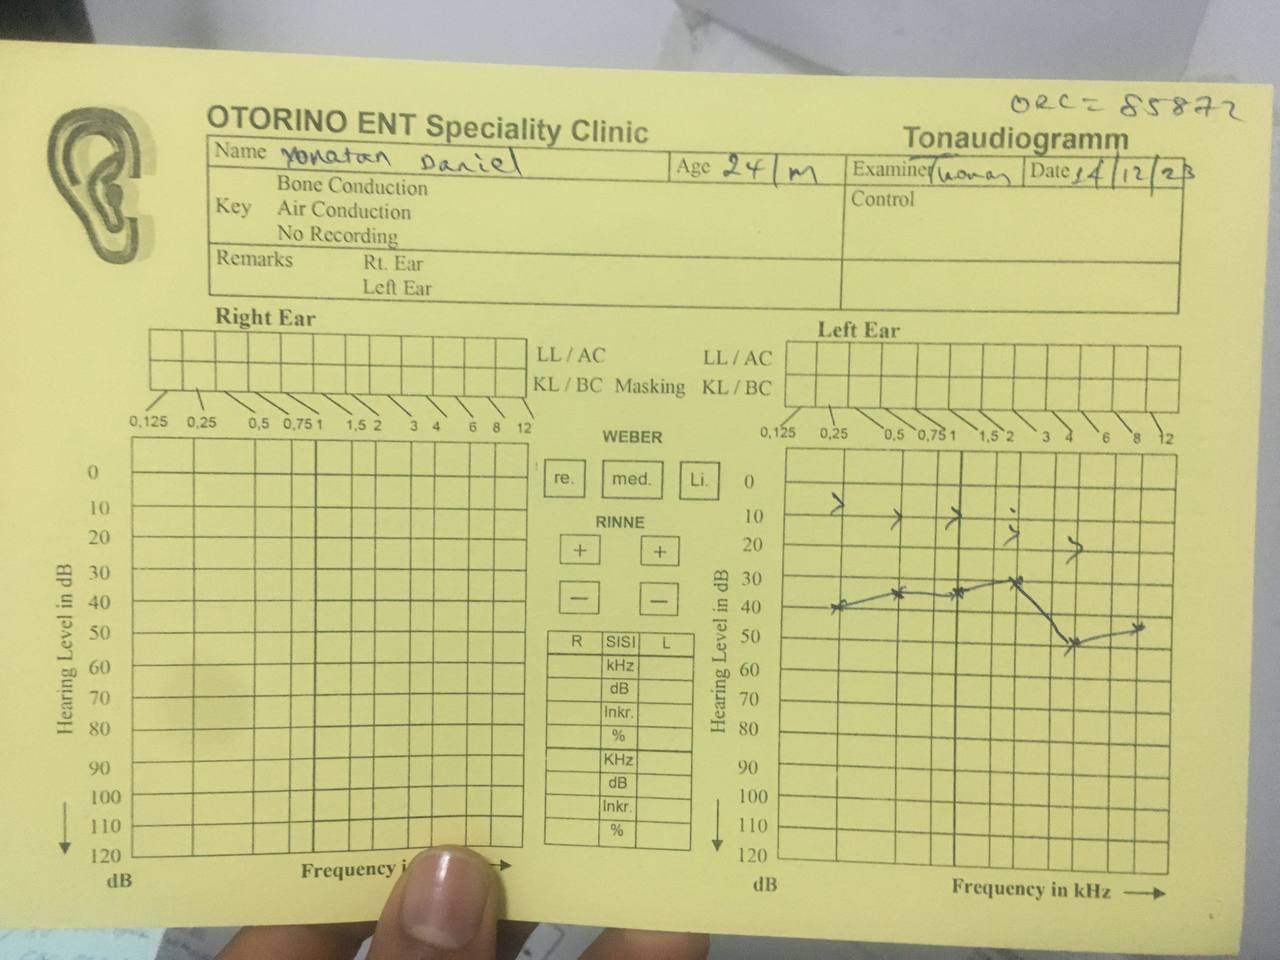 ORC = 85872
OTORINO ENT Speciality Clinic
Tonaudiogramm
Name Yonatan Daniel Age 24/m Examiner Thomas Date 14/12/23
Key Bone Conduction
Air Conduction
No Recording
Control
Remarks Rt. Ear
Left Ear
Right Ear Left Ear
LL / AC LL / AC
KL / BC Masking KL / BC
0,125 0,25 0,5 0,75 1 1,5 2 3 4 6 8 12
0,125 0,25 0,5 0,75 1 1,5 2 3 4 6 8 12
Hearing Level in dB
0
10
20
30
40
50
60
70
80
90
100
110
120
dB
Frequency i
WEBER
re. med. Li.
RINNE
+ +
— —
R SISI L
kHz
dB
Inkr.
%
KHz
dB
Inkr.
%
Hearing Level in dB
0
10
20
30
40
50
60
70
80
90
100
110
120
dB
Frequency in kHz